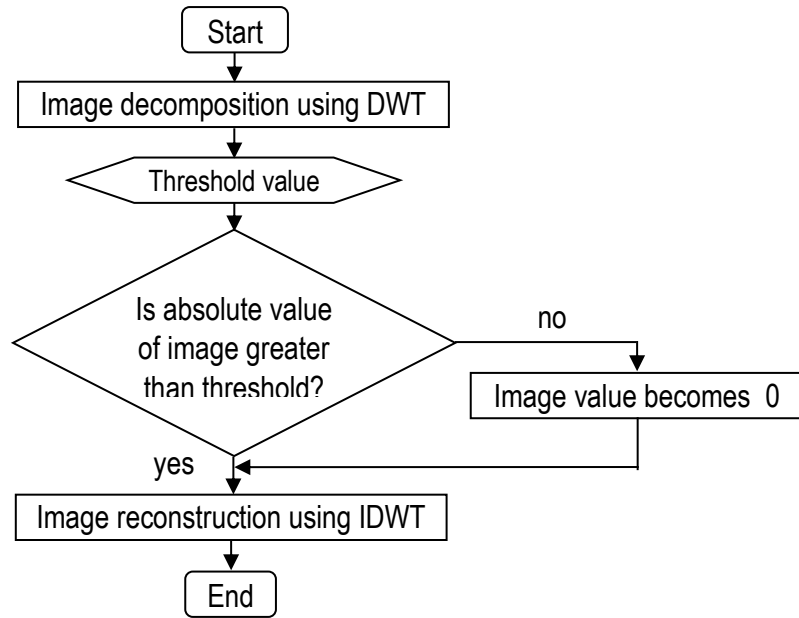 Start
Image decomposition using DWT
Threshold value
Is absolute value
of image greater
than threshold?
no
Image value becomes 0
yes
Image reconstruction using IDWT
End